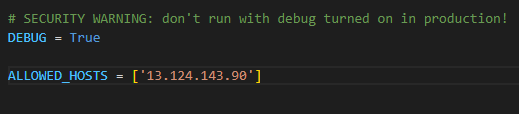 # SECURITY WARNING: don't run with debug turned on in production!
DEBUG = True
ALLOWED_HOSTS = ['13.124.143.90']